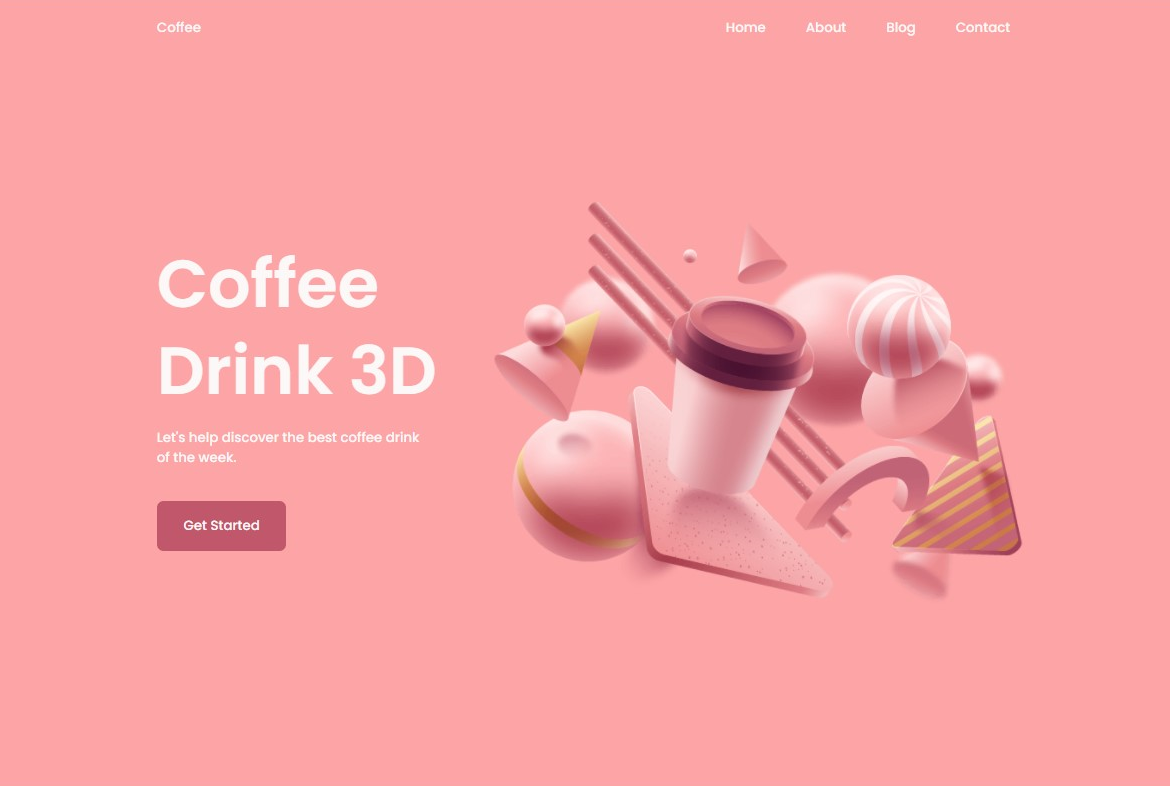 Coffee
Home About Blog Contact
Coffee
Drink 3D
Let's help discover the best coffee drink
of the week.
Get Started